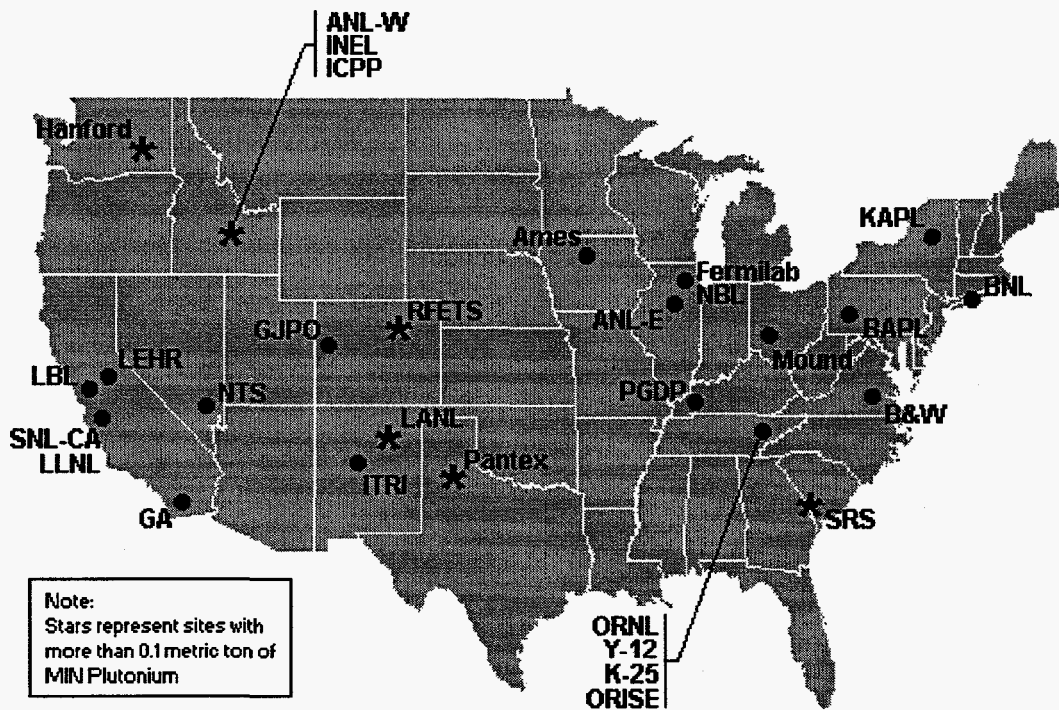 ANL-W
INEL
ICPP
Hanford
KAPL
Ames
Fermilab
NBL
BNL
ANL-E
RFETS
GJPO
BAPL
Mound
LEHR
LBL
NTS
PGDP
B&W
LANL
SNL-CA
LLNL
Pantex
ITRI
GA
SRS
Note:
Stars represent sites with
more than 0.1 metric ton of
MIN Plutonium
ORNL
Y-12
K-25
ORISE